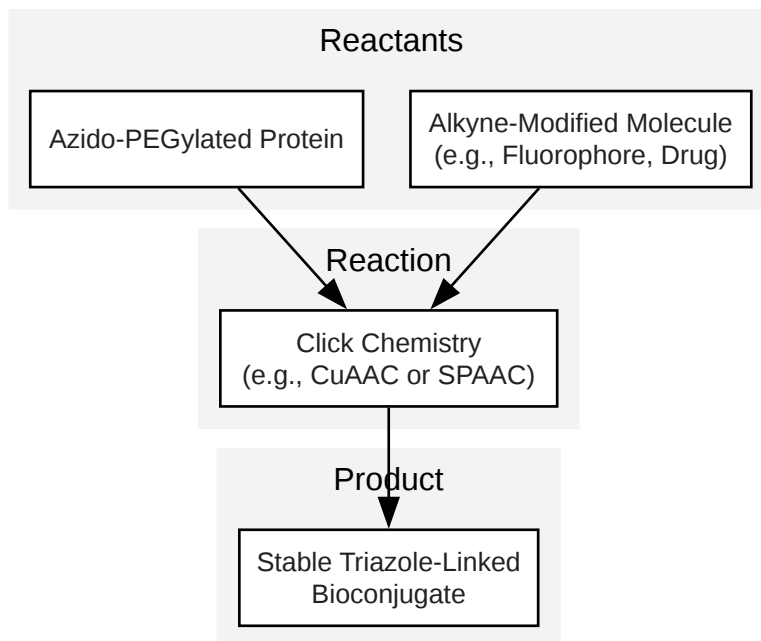 Reactants
Azido-PEGylated Protein
Alkyne-Modified Molecule
(e.g., Fluorophore, Drug)
Reaction
Click Chemistry
(e.g., CuAAC or SPAAC)
Product
Stable Triazole-Linked
Bioconjugate